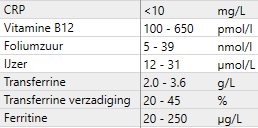 CRP <10 mg/L
Vitamine B12 100 - 650 pmol/l
Foliumzuur 5 - 39 nmol/l
IJzer 12 - 31 µmol/L
Transferrine 2.0 - 3.6 g/L
Transferrine verzadiging 20 - 45 %
Ferritine 20 - 250 µg/L